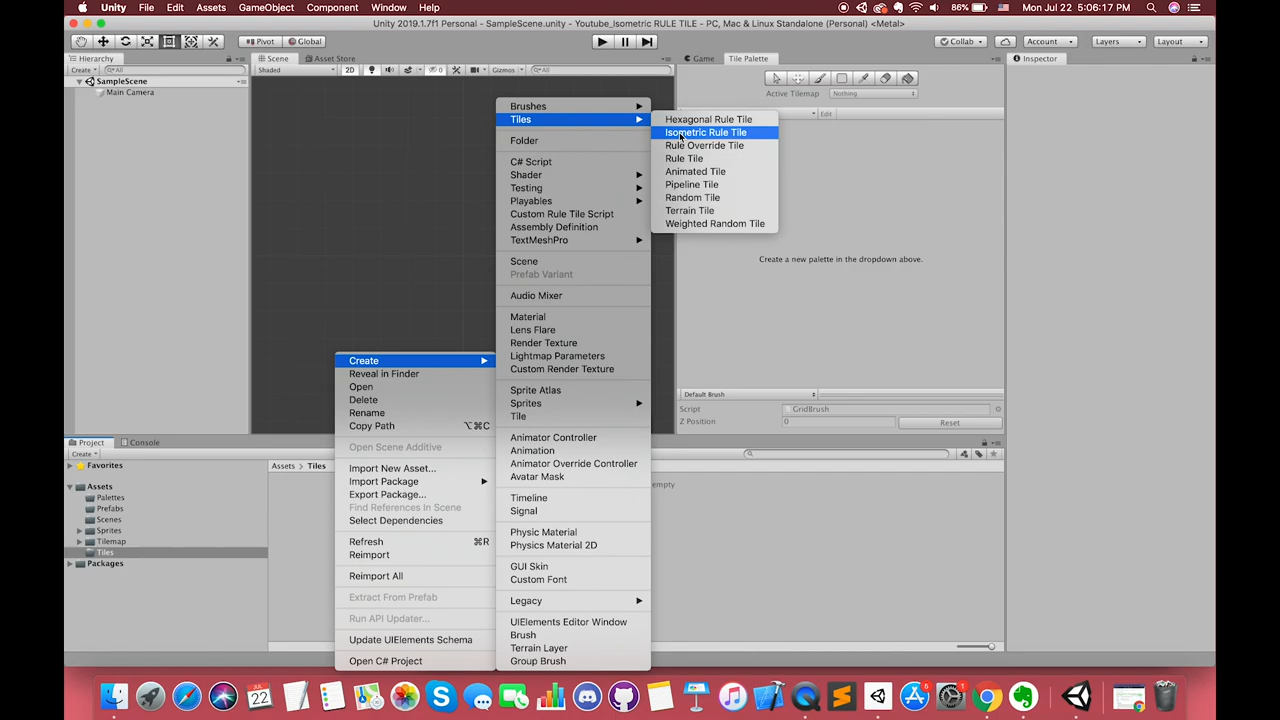 Unity File Edit Assets GameObject Component Window Help 86% Mon Jul 22 5:06:17 PM
Unity 2019.1.7f1 Personal - SampleScene.unity - Youtube_Isometric RULE TILE - PC, Mac & Linux Standalone (Personal) <Metal>
Pivot Global Collab Account Layers Layout
Hierarchy Scene Asset Store Game Tile Palette Inspector
Create All Shaded 2D 0 Gizmos All
SampleScene
Main Camera
Active Tilemap Nothing
Edit
Create a new palette in the dropdown above.
Default Brush
Script GridBrush
Z Position 0 Reset
Brushes
Tiles
Folder
C# Script
Shader
Testing
Playables
Custom Rule Tile Script
Assembly Definition
TextMeshPro
Scene
Prefab Variant
Audio Mixer
Material
Lens Flare
Render Texture
Lightmap Parameters
Custom Render Texture
Sprite Atlas
Sprites
Tile
Animator Controller
Animation
Animator Override Controller
Avatar Mask
Timeline
Signal
Physic Material
Physics Material 2D
GUI Skin
Custom Font
Legacy
UIElements Editor Window
Brush
Terrain Layer
Group Brush
Hexagonal Rule Tile
Isometric Rule Tile
Rule Override Tile
Rule Tile
Animated Tile
Pipeline Tile
Random Tile
Terrain Tile
Weighted Random Tile
Create
Reveal in Finder
Open
Delete
Rename
Copy Path ⌥⌘C
Open Scene Additive
Import New Asset...
Import Package
Export Package...
Find References In Scene
Select Dependencies
Refresh ⌘R
Reimport
Reimport All
Extract From Prefab
Run API Updater...
Update UIElements Schema
Open C# Project
Project Console
Create
Favorites
Assets
Palettes
Prefabs
Scenes
Sprites
Tilemap
Tiles
Packages
Assets Tiles
empty
JUL
22